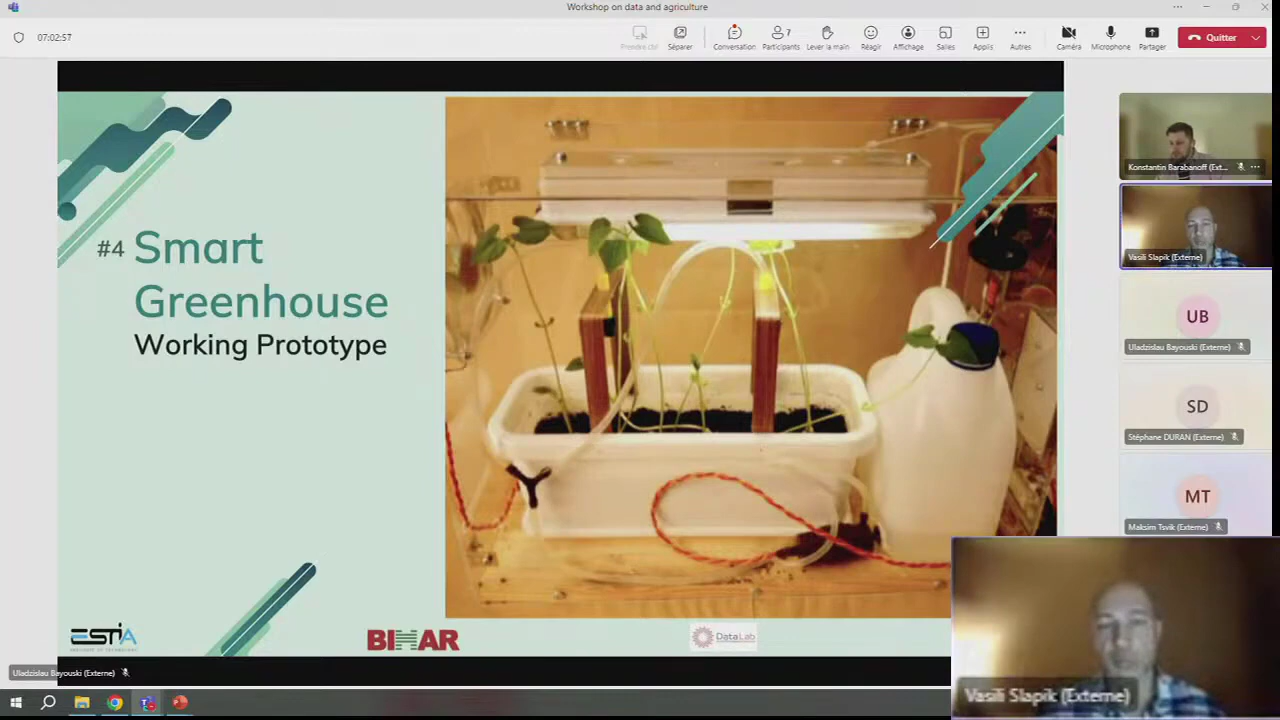 Workshop on data and agriculture
07:02:57
Séparer
Conversation
7
Participants
Lever la main
Réagir
Affichage
Salles
Applis
Autres
Caméra
Microphone
Partager
Quitter
#4 Smart
Greenhouse
Working Prototype
Konstantin Barabanoff (Ext...
Vasili Slapik (Externe)
UB
Uladzislau Bayouski (Externe)
SD
Stéphane DURAN (Externe)
MT
Maksim Tsvik (Externe)
ESTIA
BIHAR
DataLab
Uladzislau Bayouski (Externe)
Vasili Slapik (Externe)